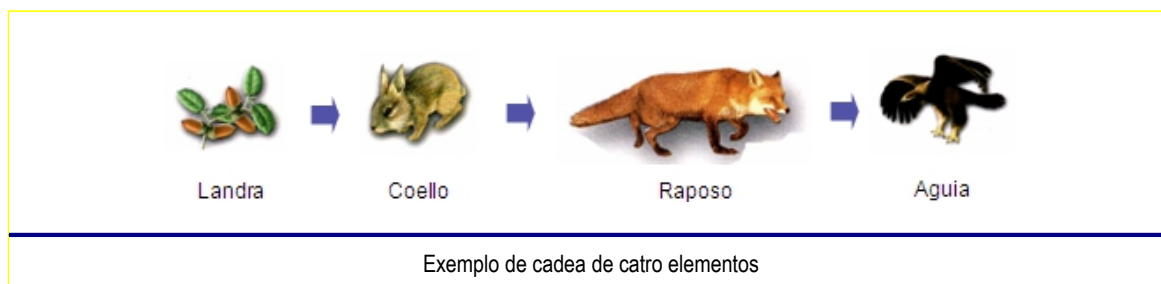 Landra Coello Raposo Aguia
Exemplo de cadea de catro elementos